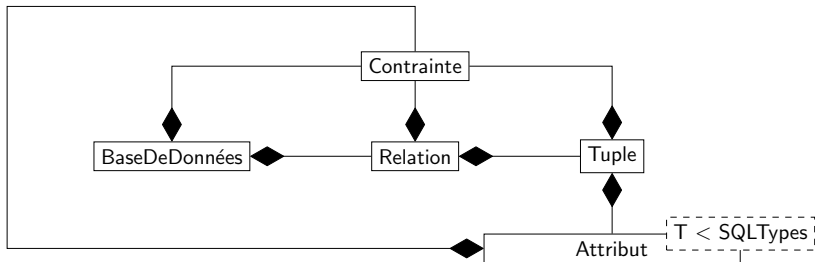 Contrainte
BaseDeDonnées
Relation
Tuple
T < SQLTypes
Attribut